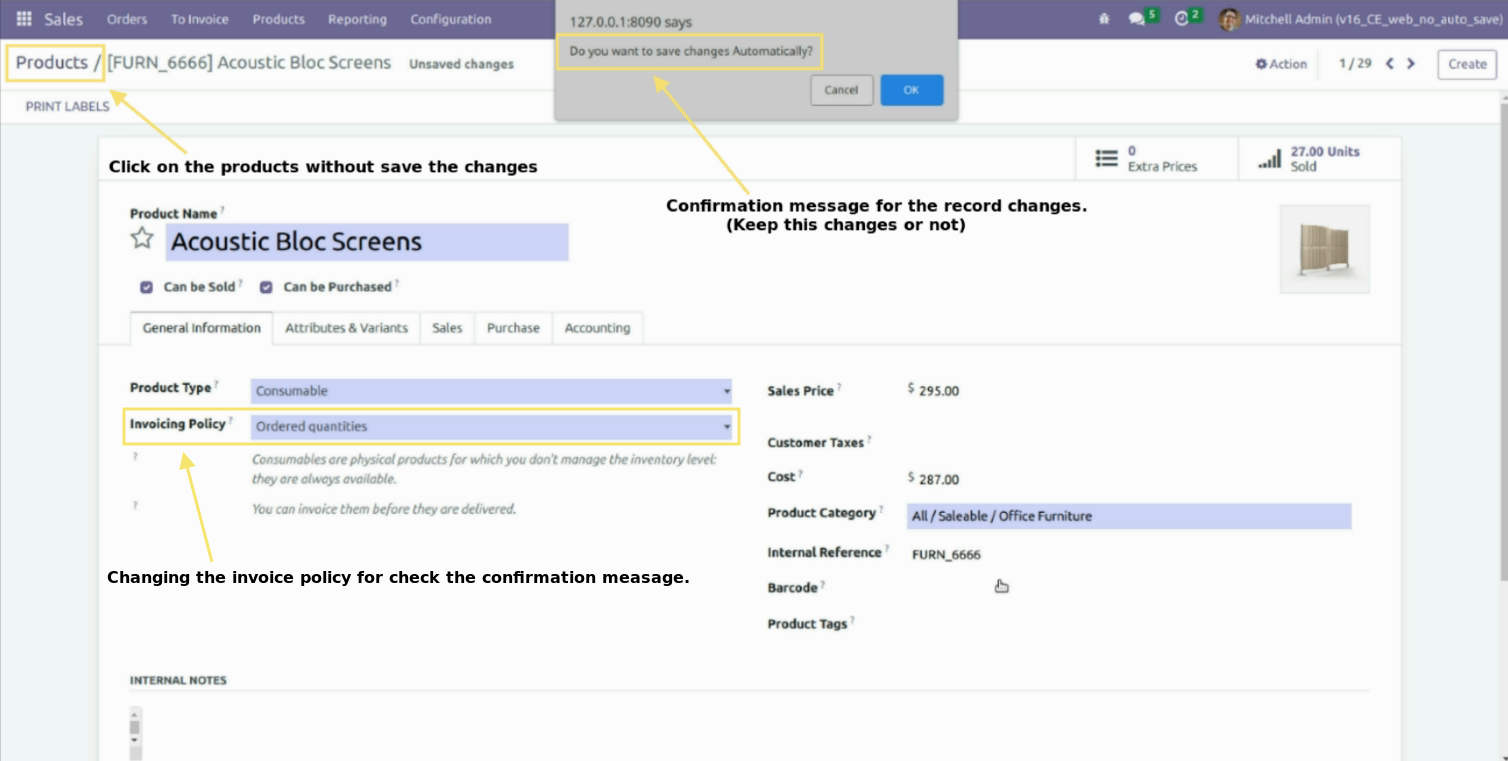 Sales Orders To Invoice Products Reporting Configuration
5 2 Mitchell Admin (v16_CE_web_no_auto_save)
127.0.0.1:8090 says
Do you want to save changes Automatically?
Cancel OK
Products / [FURN_6666] Acoustic Bloc Screens Unsaved changes
Action 1 / 29 Create
PRINT LABELS
Click on the products without save the changes
0
Extra Prices
27.00 Units
Sold
Confirmation message for the record changes.
(Keep this changes or not)
Product Name ?
Acoustic Bloc Screens
Can be Sold ? Can be Purchased ?
General Information Attributes & Variants Sales Purchase Accounting
Product Type ? Consumable
Invoicing Policy ? Ordered quantities
? Consumables are physical products for which you don't manage the inventory level:
they are always available.
? You can invoice them before they are delivered.
Sales Price ? $ 295.00
Customer Taxes ?
Cost ? $ 287.00
Product Category ? All / Saleable / Office Furniture
Internal Reference ? FURN_6666
Barcode ?
Product Tags ?
Changing the invoice policy for check the confirmation meassage.
INTERNAL NOTES